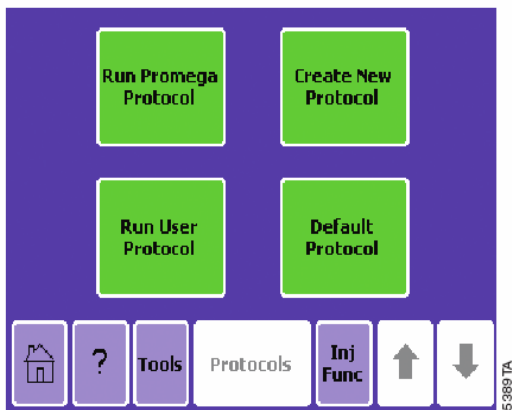 Run Promega
Protocol
Create New
Protocol
Run User
Protocol
Default
Protocol
?
Tools
Protocols
Inj
Func
5389TA